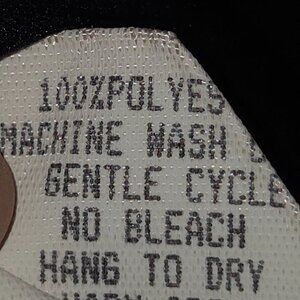 100%POLYES
MACHINE WASH
GENTLE CYCLE
NO BLEACH
HANG TO DRY